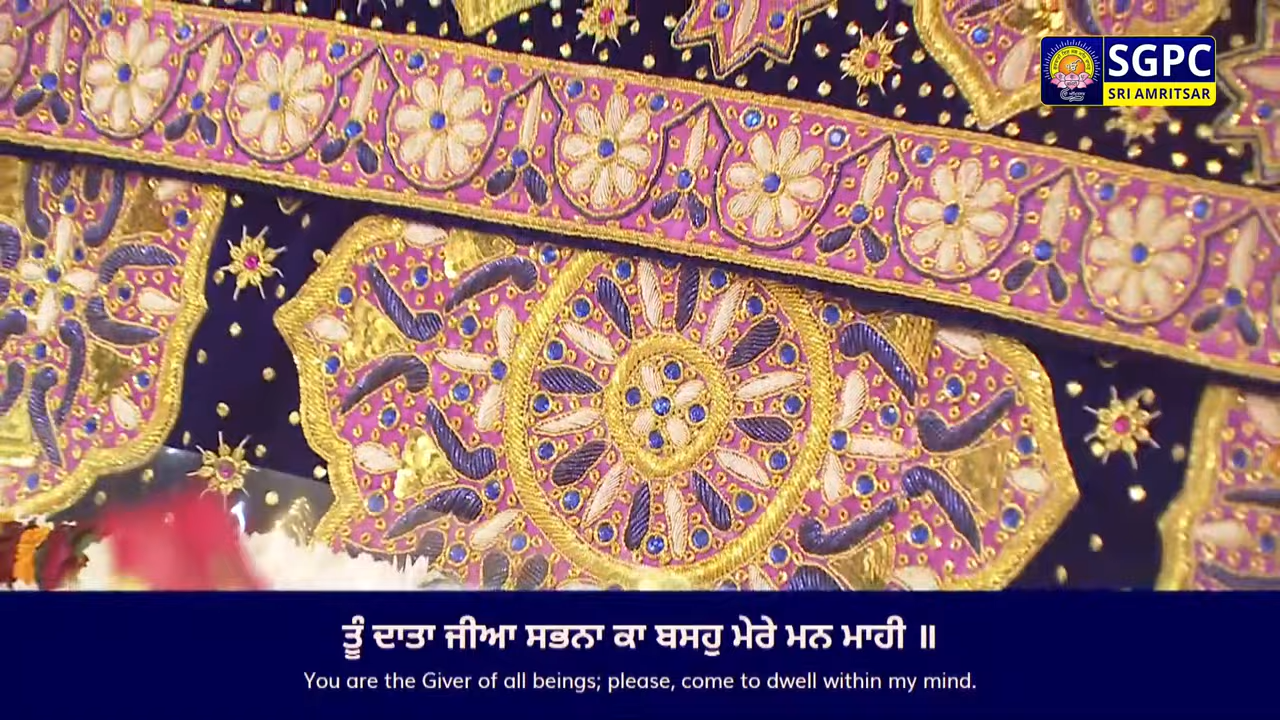 SGPC
SRI AMRITSAR
ਤੂੰ ਦਾਤਾ ਜੀਆ ਸਭਨਾ ਕਾ ਬਸਹੁ ਮੇਰੇ ਮਨ ਮਾਹੀ ॥
You are the Giver of all beings; please, come to dwell within my mind.